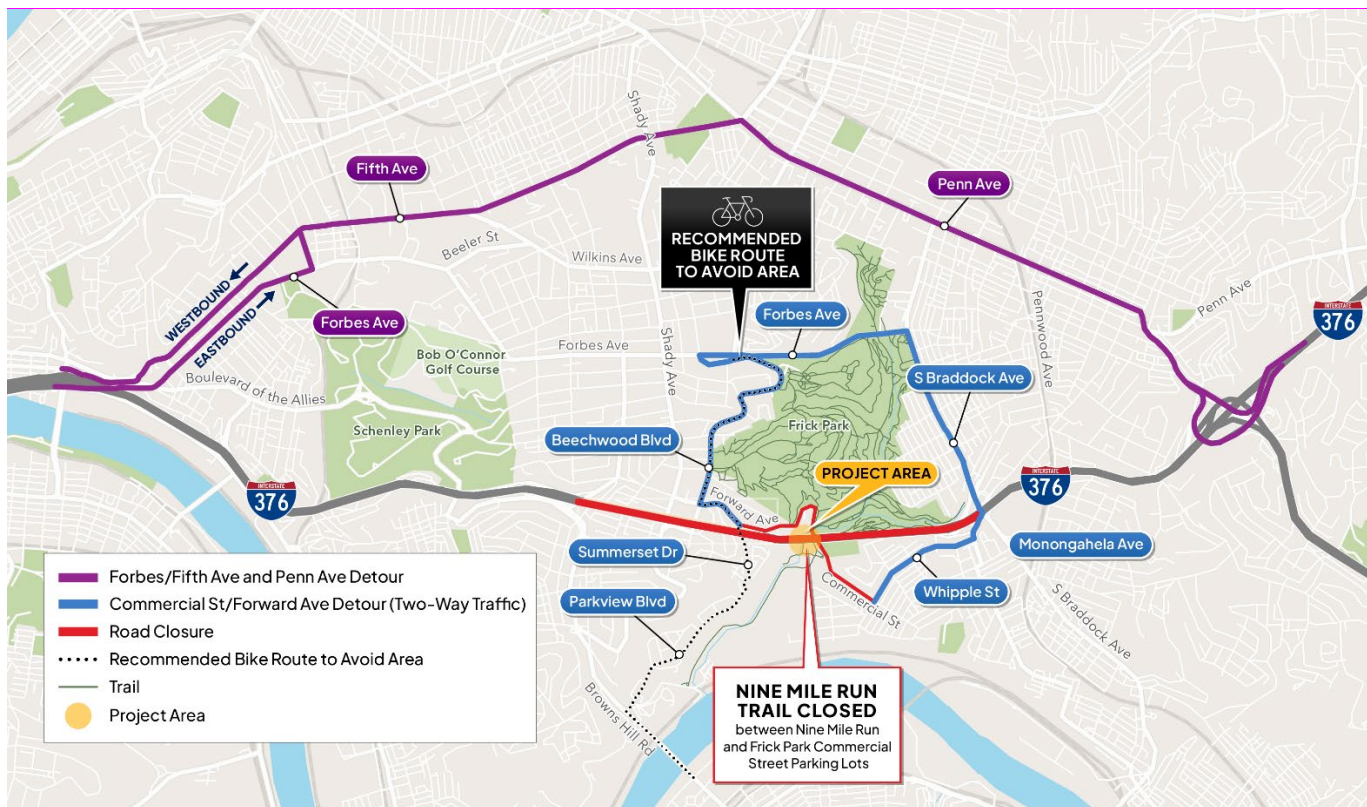 Shady Ave
Fifth Ave
Penn Ave
RECOMMENDED
BIKE ROUTE
TO AVOID AREA
Beeler St
Wilkins Ave
WESTBOUND
EASTBOUND
Forbes Ave
Penn Ave
INTERSTATE
376
Pennwood Ave
Forbes Ave
Shady Ave
Forbes Ave
Bob O'Connor
Golf Course
Boulevard of the Allies
S Braddock Ave
Schenley Park
Frick Park
Beechwood Blvd
PROJECT AREA
INTERSTATE
376
INTERSTATE
376
Forward Ave
Monongahela Ave
Summerset Dr
Whipple St
Commercial St
Parkview Blvd
S Braddock Ave
Browns Hill Rd
Forbes/Fifth Ave and Penn Ave Detour
Commercial St/Forward Ave Detour (Two-Way Traffic)
Road Closure
Recommended Bike Route to Avoid Area
Trail
Project Area
NINE MILE RUN
TRAIL CLOSED
between Nine Mile Run
and Frick Park Commercial
Street Parking Lots